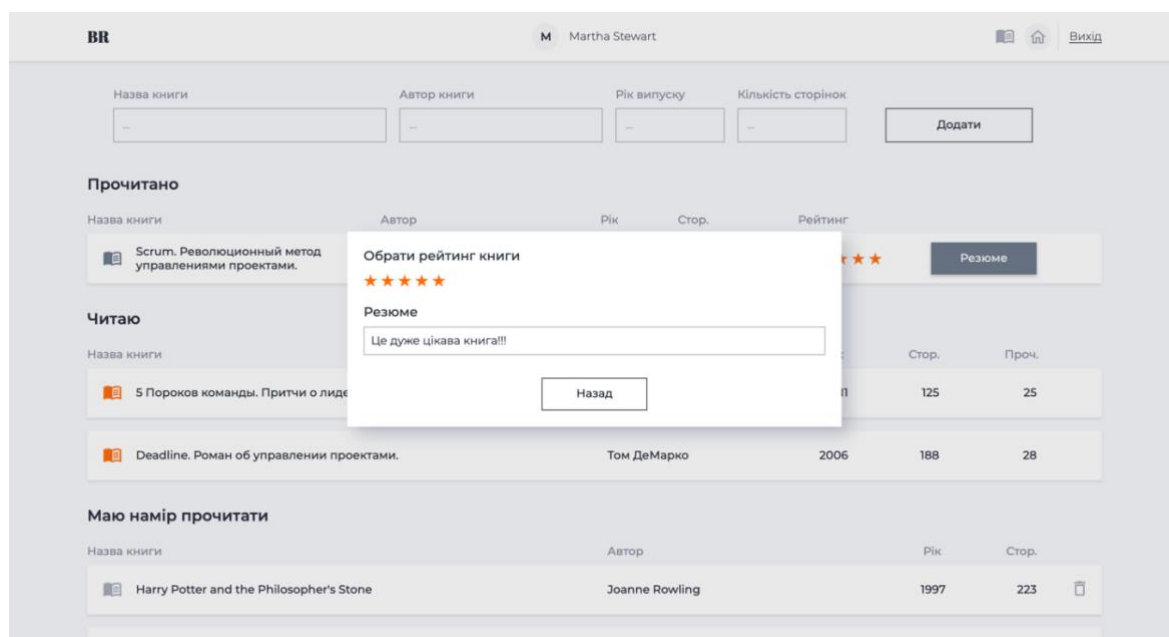 BR
M Martha Stewart
Вихід
Назва книги Автор книги Рік випуску Кількість сторінок
... ... ... ... Додати
Прочитано
Назва книги Автор Рік Стор. Рейтинг
Scrum. Революционный метод
управлениями проектами.
Резюме
Обрати рейтинг книги
Резюме
Це дуже цікава книга!!!
Назад
Читаю
Назва книги Стор. Проч.
5 Пороков команды. Притчи о 125 25
Deadline. Роман об управлении проектами. Том ДеМарко 2006 188 28
Маю намір прочитати
Назва книги Автор Рік Стор.
Harry Potter and the Philosopher's Stone Joanne Rowling 1997 223